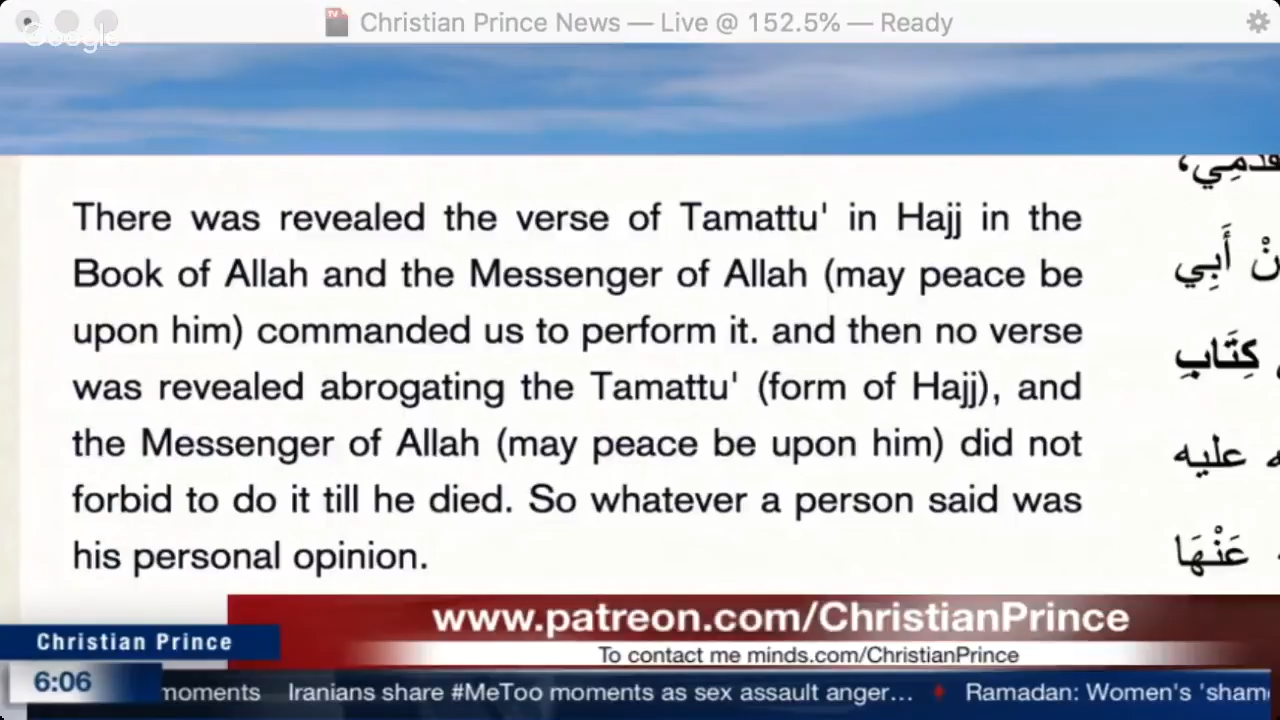 Christian Prince News — Live @ 152.5% — Ready
Google
There was revealed the verse of Tamattu' in Hajj in the
Book of Allah and the Messenger of Allah (may peace be
upon him) commanded us to perform it. and then no verse
was revealed abrogating the Tamattu' (form of Hajj), and
the Messenger of Allah (may peace be upon him) did not
forbid to do it till he died. So whatever a person said was
his personal opinion.
أَبِي
كِتَابِ
عليه
عَنْهَا
www.patreon.com/ChristianPrince
To contact me minds.com/ChristianPrince
Christian Prince
6:06
moments Iranians share #MeToo moments as sex assault anger... Ramadan: Women's 'sham